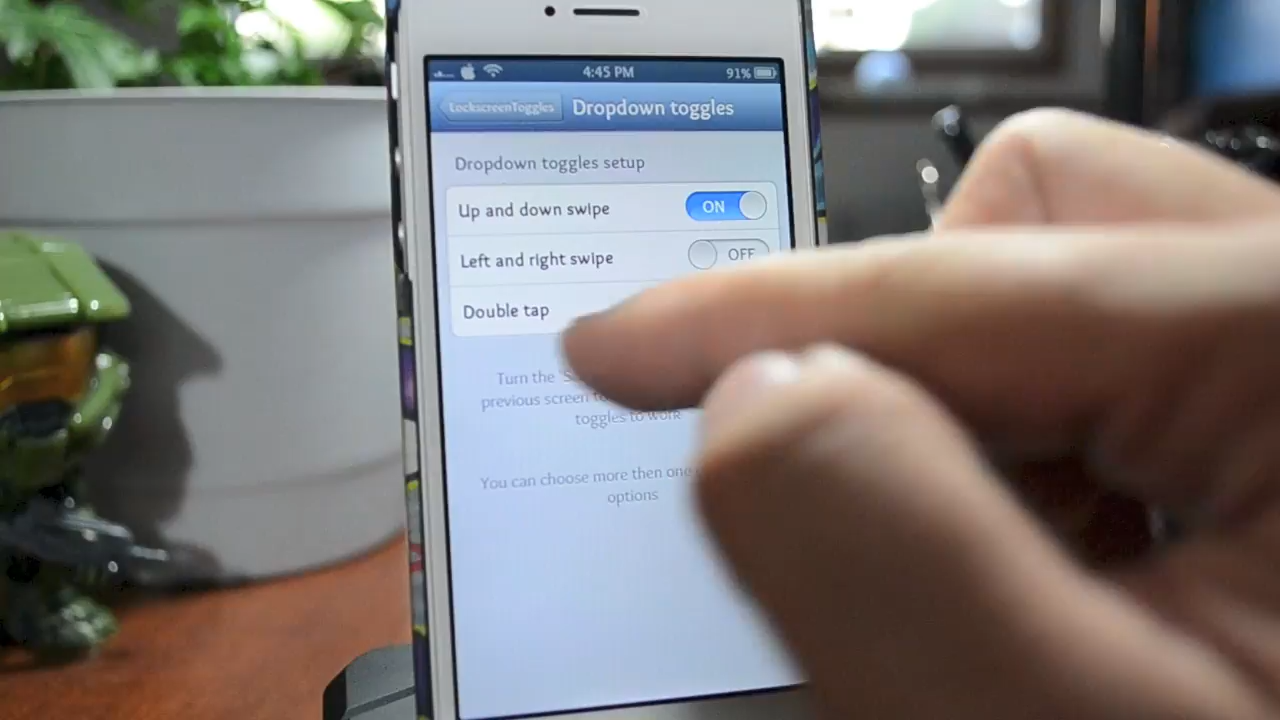 4:45 PM
91%
LockscreenToggles
Dropdown toggles
Dropdown toggles setup
Up and down swipe
ON
Left and right swipe
OFF
Double tap
Turn the
previous screen
toggles to work
You can choose more then one
options